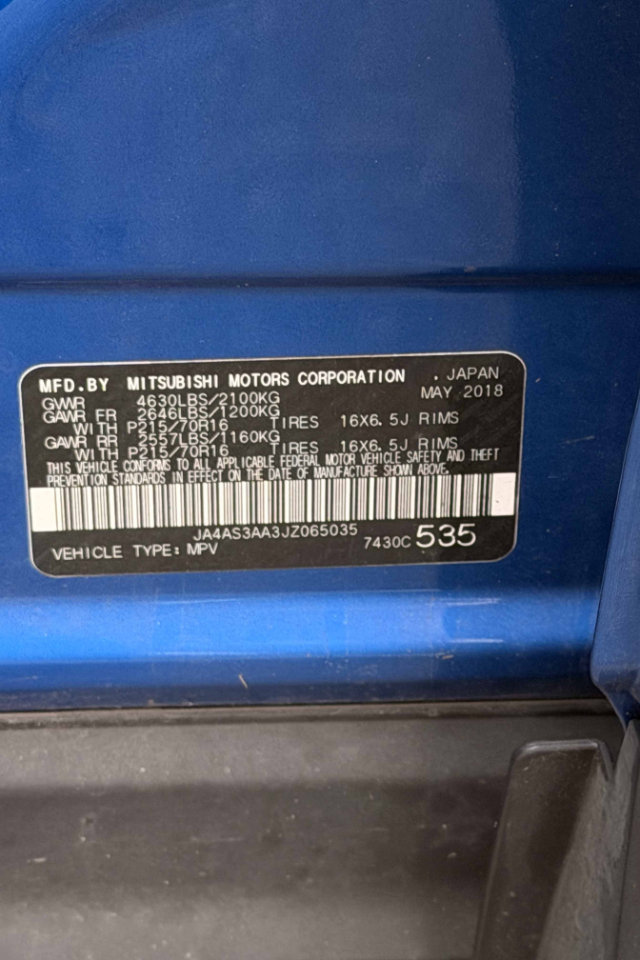 MFD.BY MITSUBISHI MOTORS CORPORATION , JAPAN
GVWR 4630LBS/2100KG MAY 2018
GAWR FR 2646LBS/1200KG
WITH P215/70R16 TIRES 16X6.5J RIMS
GAWR RR 2557LBS/1160KG
WITH P215/70R16 TIRES 16X6.5J RIMS
THIS VEHICLE CONFORMS TO ALL APPLICABLE FEDERAL MOTOR VEHICLE SAFETY AND THEFT
PREVENTION STANDARDS IN EFFECT ON THE DATE OF MANUFACTURE SHOWN ABOVE.
JA4AS3AA3JZ065035
VEHICLE TYPE: MPV 7430C 535